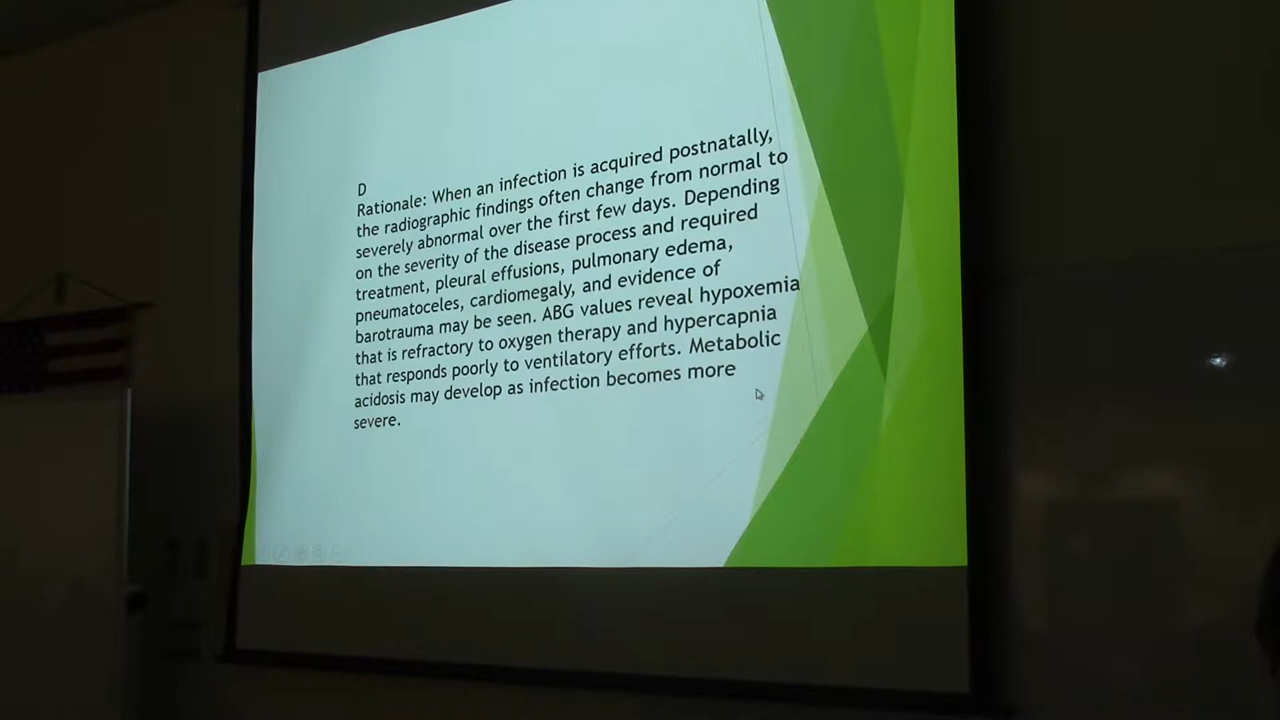 D
Rationale: When an infection is acquired postnatally,
the radiographic findings often change from normal to
severely abnormal over the first few days. Depending
on the severity of the disease process and required
treatment, pleural effusions, pulmonary edema,
pneumatoceles, cardiomegaly, and evidence of
barotrauma may be seen. ABG values reveal hypoxemia
that is refractory to oxygen therapy and hypercapnia
that responds poorly to ventilatory efforts. Metabolic
acidosis may develop as infection becomes more
severe.